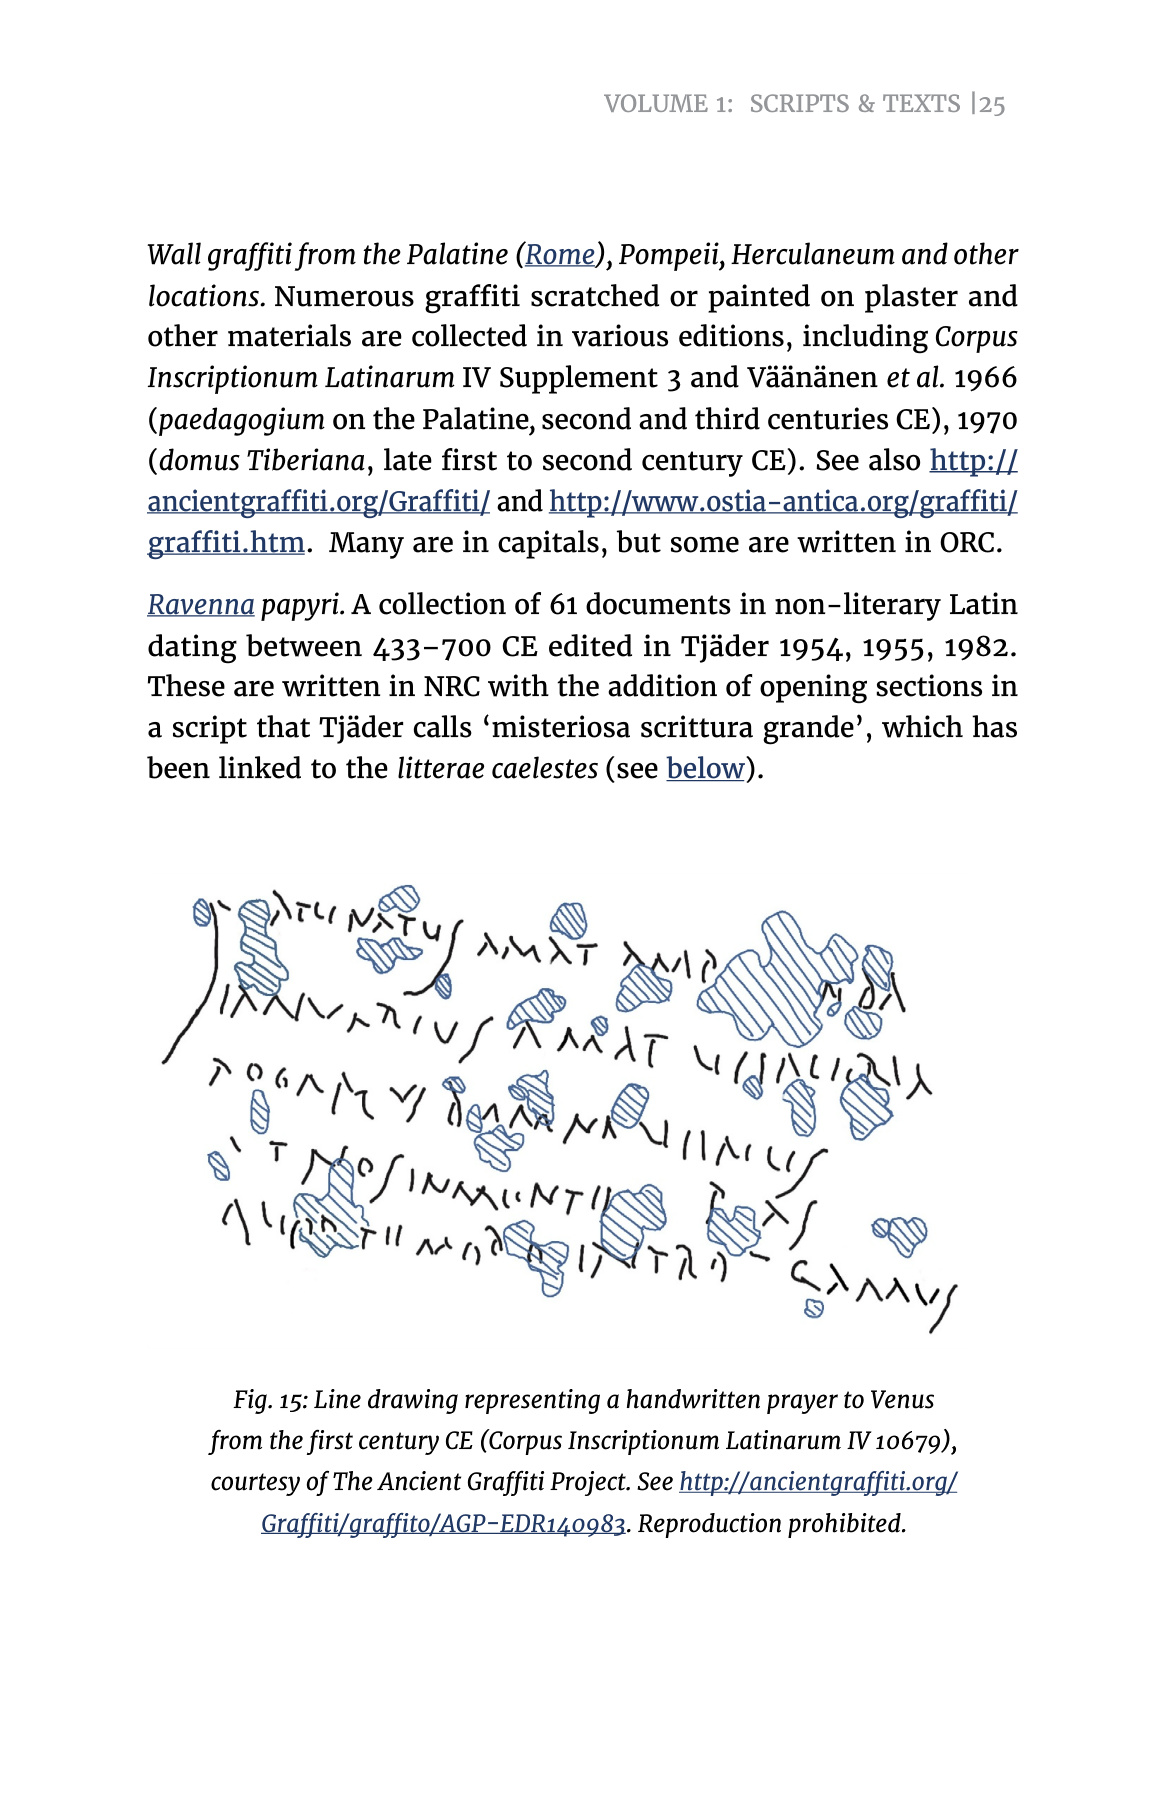 VOLUME 1: SCRIPTS & TEXTS |25
Wall graffiti from the Palatine (Rome), Pompeii, Herculaneum and other
locations. Numerous graffiti scratched or painted on plaster and
other materials are collected in various editions, including Corpus
Inscriptionum Latinarum IV Supplement 3 and Väänänen et al. 1966
(paedagogium on the Palatine, second and third centuries CE), 1970
(domus Tiberiana, late first to second century CE). See also http://
ancientgraffiti.org/Graffiti/ and http://www.ostia-antica.org/graffiti/
graffiti.htm. Many are in capitals, but some are written in ORC.
Ravenna papyri. A collection of 61 documents in non-literary Latin
dating between 433–700 CE edited in Tjäder 1954, 1955, 1982.
These are written in NRC with the addition of opening sections in
a script that Tjäder calls ‘misteriosa scrittura grande’, which has
been linked to the litterae caelestes (see below).
AMAT
AMAT
Fig. 15: Line drawing representing a handwritten prayer to Venus
from the first century CE (Corpus Inscriptionum Latinarum IV 10679),
courtesy of The Ancient Graffiti Project. See http://ancientgraffiti.org/
Graffiti/graffito/AGP-EDR140983. Reproduction prohibited.